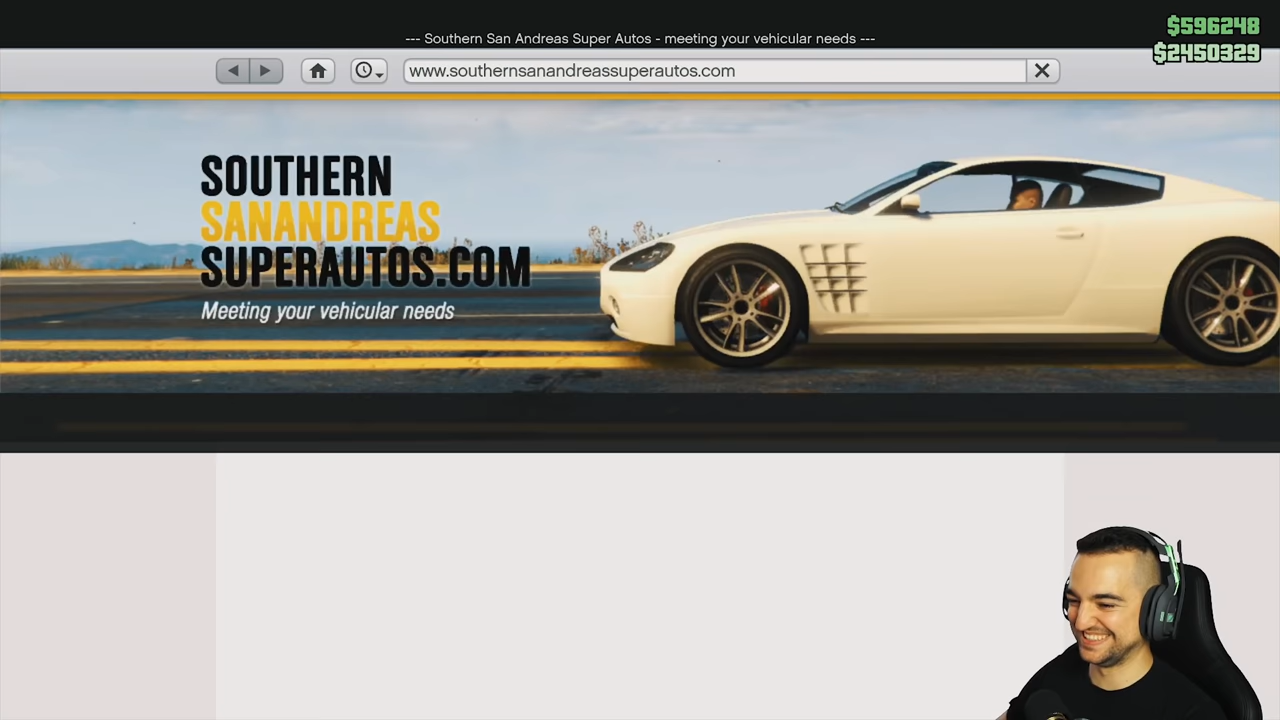 $596248
--- Southern San Andreas Super Autos - meeting your vehicular needs ---
$2450329
www.southernsanandreassuperautos.com
SOUTHERN
SANANDREAS
SUPERAUTOS.COM
Meeting your vehicular needs